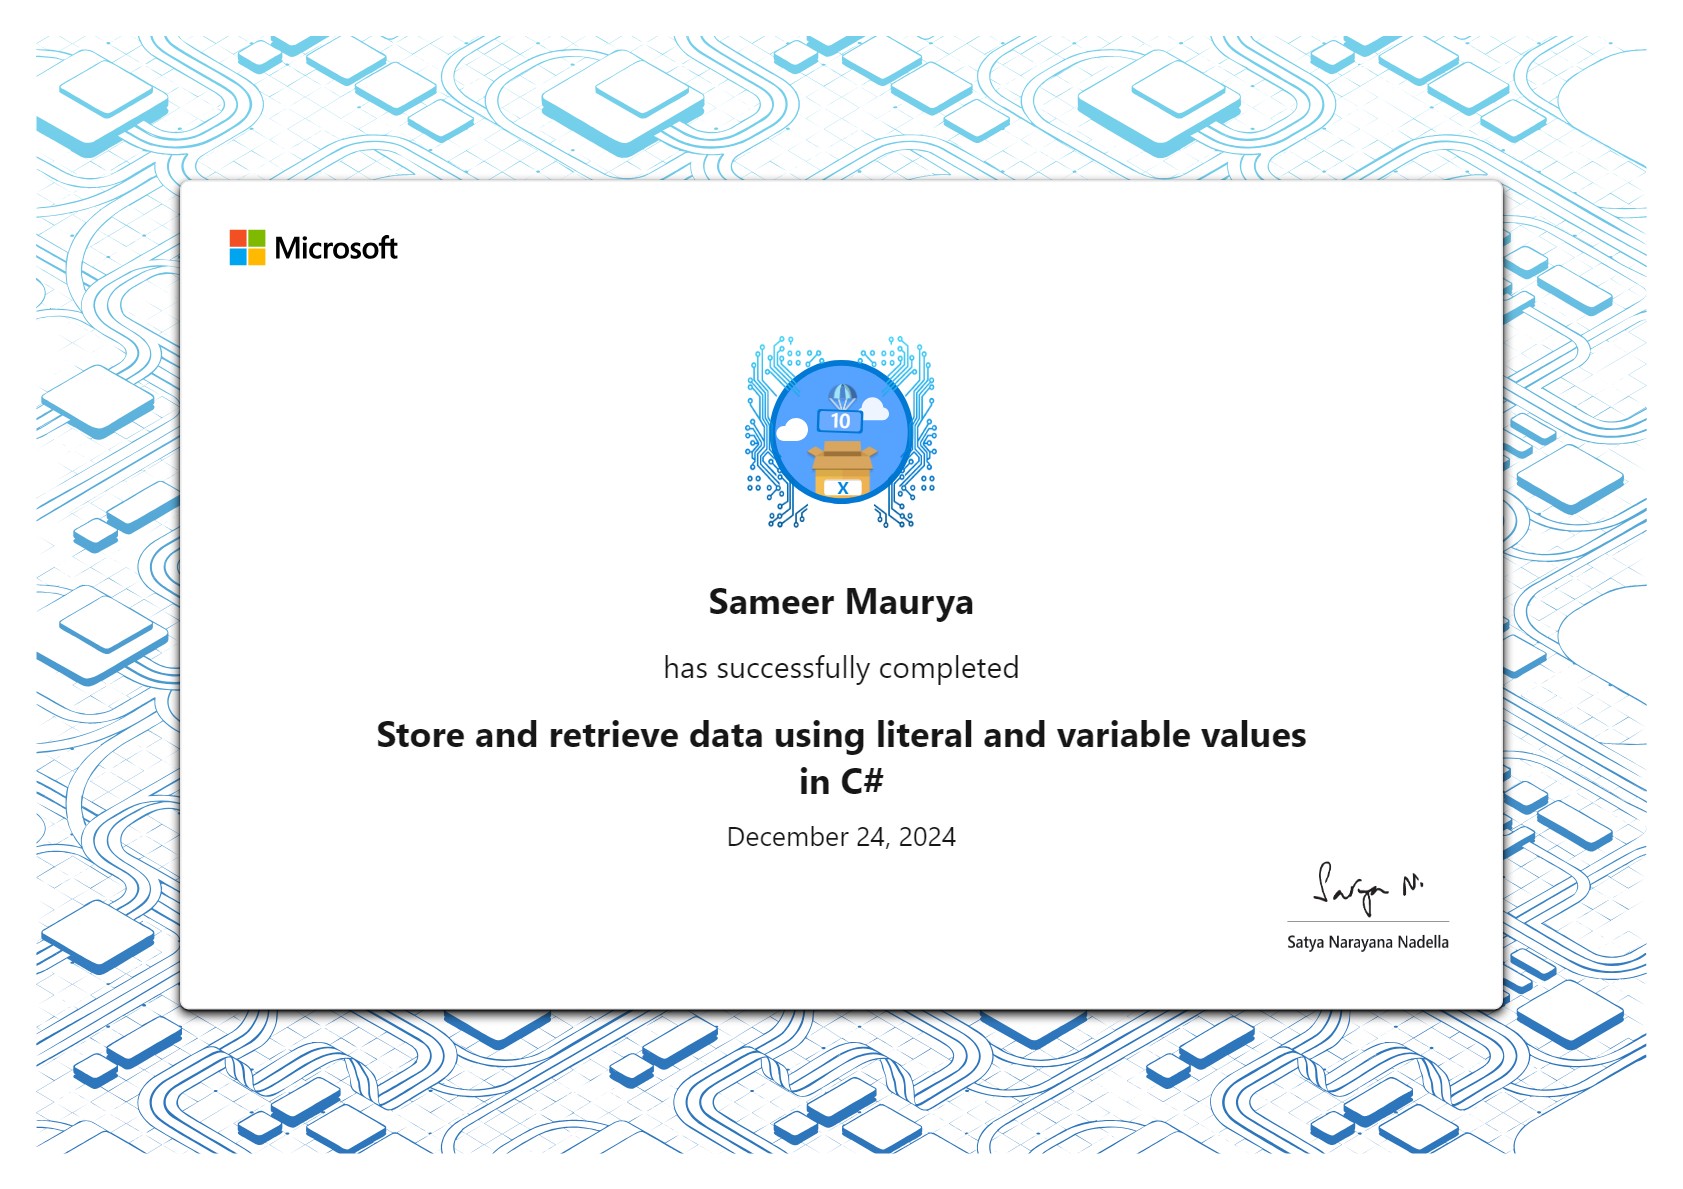 Microsoft
10
X
Sameer Maurya
has successfully completed
Store and retrieve data using literal and variable values
in C#
December 24, 2024
Satya N.
Satya Narayana Nadella